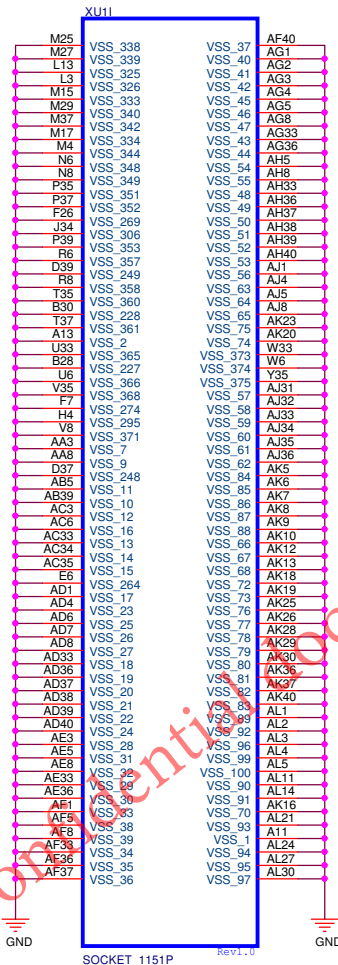 XU1I
M25 VSS_338 VSS_37 AF40
M27 VSS_339 VSS_40 AG1
L13 VSS_325 VSS_41 AG2
L3 VSS_326 VSS_42 AG3
M15 VSS_333 VSS_45 AG4
M29 VSS_340 VSS_46 AG5
M37 VSS_342 VSS_47 AG8
M17 VSS_334 VSS_43 AG33
M4 VSS_344 VSS_44 AG36
N6 VSS_348 VSS_54 AH5
N8 VSS_349 VSS_55 AH8
P35 VSS_351 VSS_48 AH33
P37 VSS_352 VSS_49 AH36
F26 VSS_269 VSS_50 AH37
J34 VSS_306 VSS_51 AH38
P39 VSS_353 VSS_52 AH39
R6 VSS_357 VSS_53 AH40
D39 VSS_249 VSS_56 AJ1
R8 VSS_358 VSS_63 AJ4
T35 VSS_360 VSS_64 AJ5
B30 VSS_228 VSS_65 AJ8
T37 VSS_361 VSS_75 AK23
A13 VSS_2 VSS_74 AK20
U33 VSS_365 VSS_373 W33
B28 VSS_227 VSS_374 W6
U6 VSS_366 VSS_375 Y35
V35 VSS_368 VSS_57 AJ31
F7 VSS_274 VSS_58 AJ32
H4 VSS_295 VSS_59 AJ33
V8 VSS_371 VSS_60 AJ34
AA3 VSS_7 VSS_61 AJ35
AA8 VSS_9 VSS_62 AJ36
D37 VSS_248 VSS_84 AK5
AB5 VSS_11 VSS_85 AK6
AB39 VSS_10 VSS_86 AK7
AC3 VSS_12 VSS_87 AK8
AC6 VSS_16 VSS_88 AK9
AC33 VSS_13 VSS_66 AK10
AC34 VSS_14 VSS_67 AK12
AC35 VSS_15 VSS_68 AK13
E6 VSS_264 VSS_72 AK18
AD1 VSS_17 VSS_73 AK19
AD4 VSS_23 VSS_76 AK25
AD6 VSS_25 VSS_77 AK26
AD7 VSS_26 VSS_78 AK28
AD8 VSS_27 VSS_79 AK29
AD33 VSS_18 VSS_80 AK30
AD36 VSS_19 VSS_81 AK36
AD37 VSS_20 VSS_82 AK37
AD38 VSS_21 VSS_83 AK40
AD39 VSS_22 VSS_89 AL1
AD40 VSS_24 VSS_92 AL2
AE3 VSS_28 VSS_96 AL3
AE5 VSS_31 VSS_99 AL4
AE8 VSS_32 VSS_100 AL5
AE33 VSS_29 VSS_90 AL11
AE36 VSS_30 VSS_91 AL14
AF1 VSS_33 VSS_70 AK16
AF5 VSS_38 VSS_93 AL21
AF8 VSS_39 VSS_1 A11
AF33 VSS_34 VSS_94 AL24
AF36 VSS_35 VSS_95 AL27
AF37 VSS_36 VSS_97 AL30
GND GND
SOCKET 1151P Rev1.0